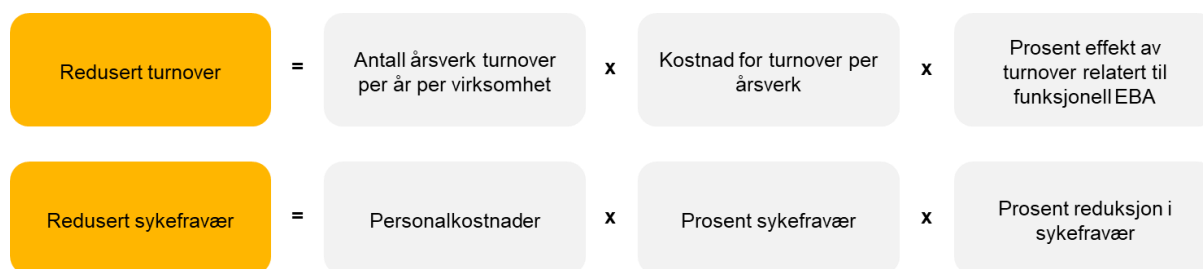 Redusert turnover
=
Antall årsverk turnover
per år per virksomhet
x
Kostnad for turnover per
årsverk
x
Prosent effekt av
turnover relatert til
funksjonell EBA
Redusert sykefravær
=
Personalkostnader
x
Prosent sykefravær
x
Prosent reduksjon i
sykefravær